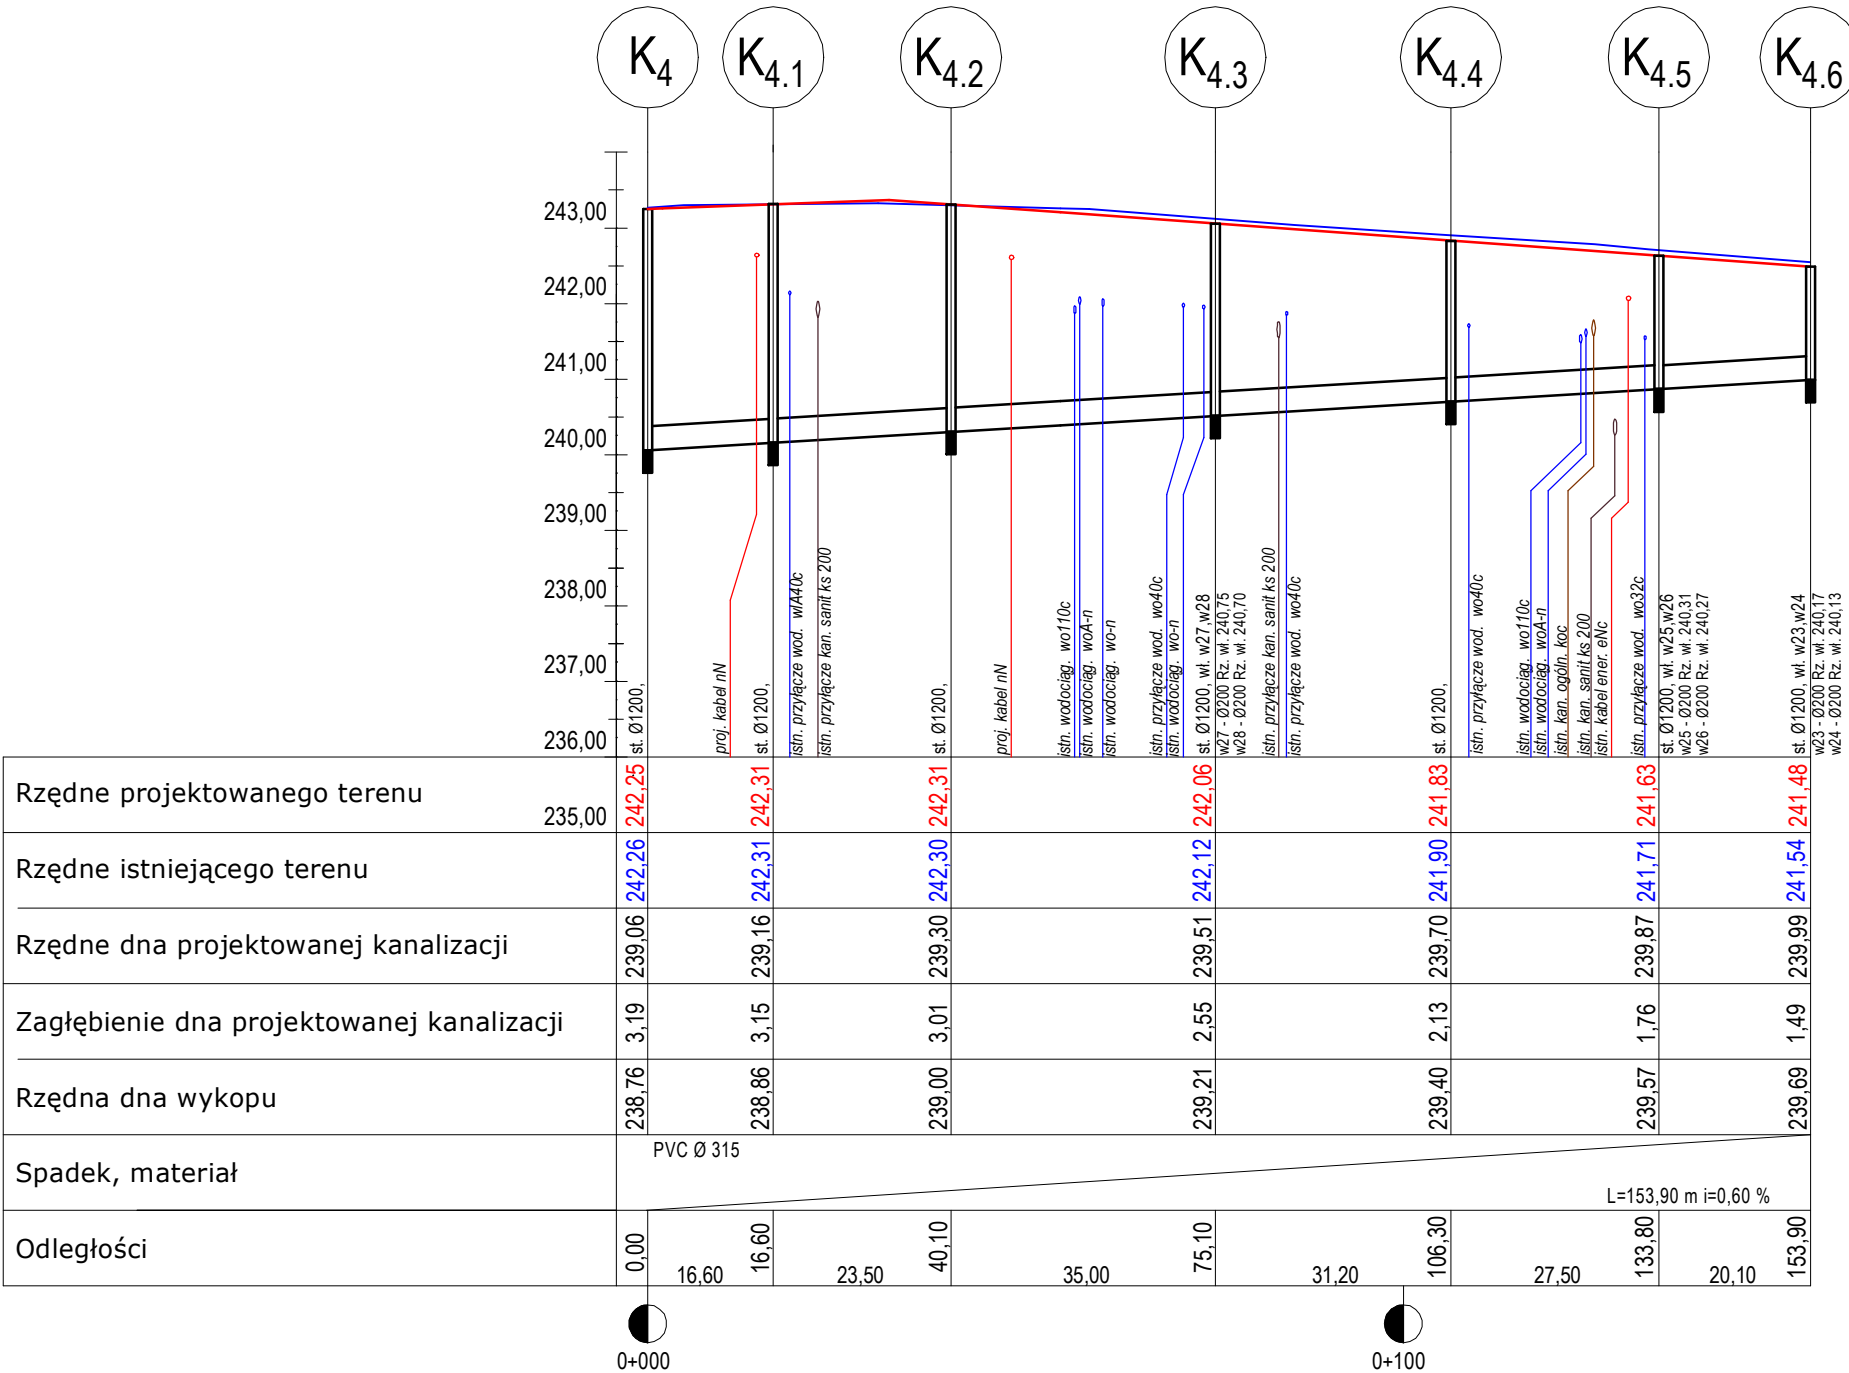 K4 K4.1 K4.2 K4.3 K4.4 K4.5 K4.6
243,00
242,00
241,00
240,00
239,00
238,00
237,00
236,00
235,00
st. Ø1200,
proj. kabel nN
st. Ø1200,
istn. przyłącze wod. wlA40c
istn. przyłącze kan. sanit ks 200
st. Ø1200,
proj. kabel nN
istn. wodociąg. wo110c
istn. wodociąg. woA-n
istn. wodociąg. wo-n
istn. przyłącze wod. wo40c
istn. wodociąg. wo-n
st. Ø1200, wł. w27,w28
w27 - Ø200 Rz. wł. 240,75
w28 - Ø200 Rz. wł. 240,70
istn. przyłącze kan. sanit ks 200
istn. przyłącze wod. wo40c
st. Ø1200,
istn. przyłącze wod. wo40c
istn. wodociąg. wo110c
istn. wodociąg. woA-n
istn. kan. ogóln. koc
istn. kan. sanit ks 200
istn. kabel ener. eNc
istn. przyłącze wod. wo32c
st. Ø1200, wł. w25,w26
w25 - Ø200 Rz. wł. 240,31
w26 - Ø200 Rz. wł. 240,27
st. Ø1200, wł. w23,w24
w23 - Ø200 Rz. wł. 240,17
w24 - Ø200 Rz. wł. 240,13
Rzędne projektowanego terenu 242,25 242,31 242,31 242,06 241,83 241,63 241,48
Rzędne istniejącego terenu 242,26 242,31 242,30 242,12 241,90 241,71 241,54
Rzędne dna projektowanej kanalizacji 239,06 239,16 239,30 239,51 239,70 239,87 239,99
Zagłębienie dna projektowanej kanalizacji 3,19 3,15 3,01 2,55 2,13 1,76 1,49
Rzędna dna wykopu 238,76 238,86 239,00 239,21 239,40 239,57 239,69
Spadek, materiał
PVC Ø 315
L=153,90 m i=0,60 %
Odległości 0,00 16,60 40,10 75,10 106,30 133,80 153,90
16,60 23,50 35,00 31,20 27,50 20,10
0+000 0+100